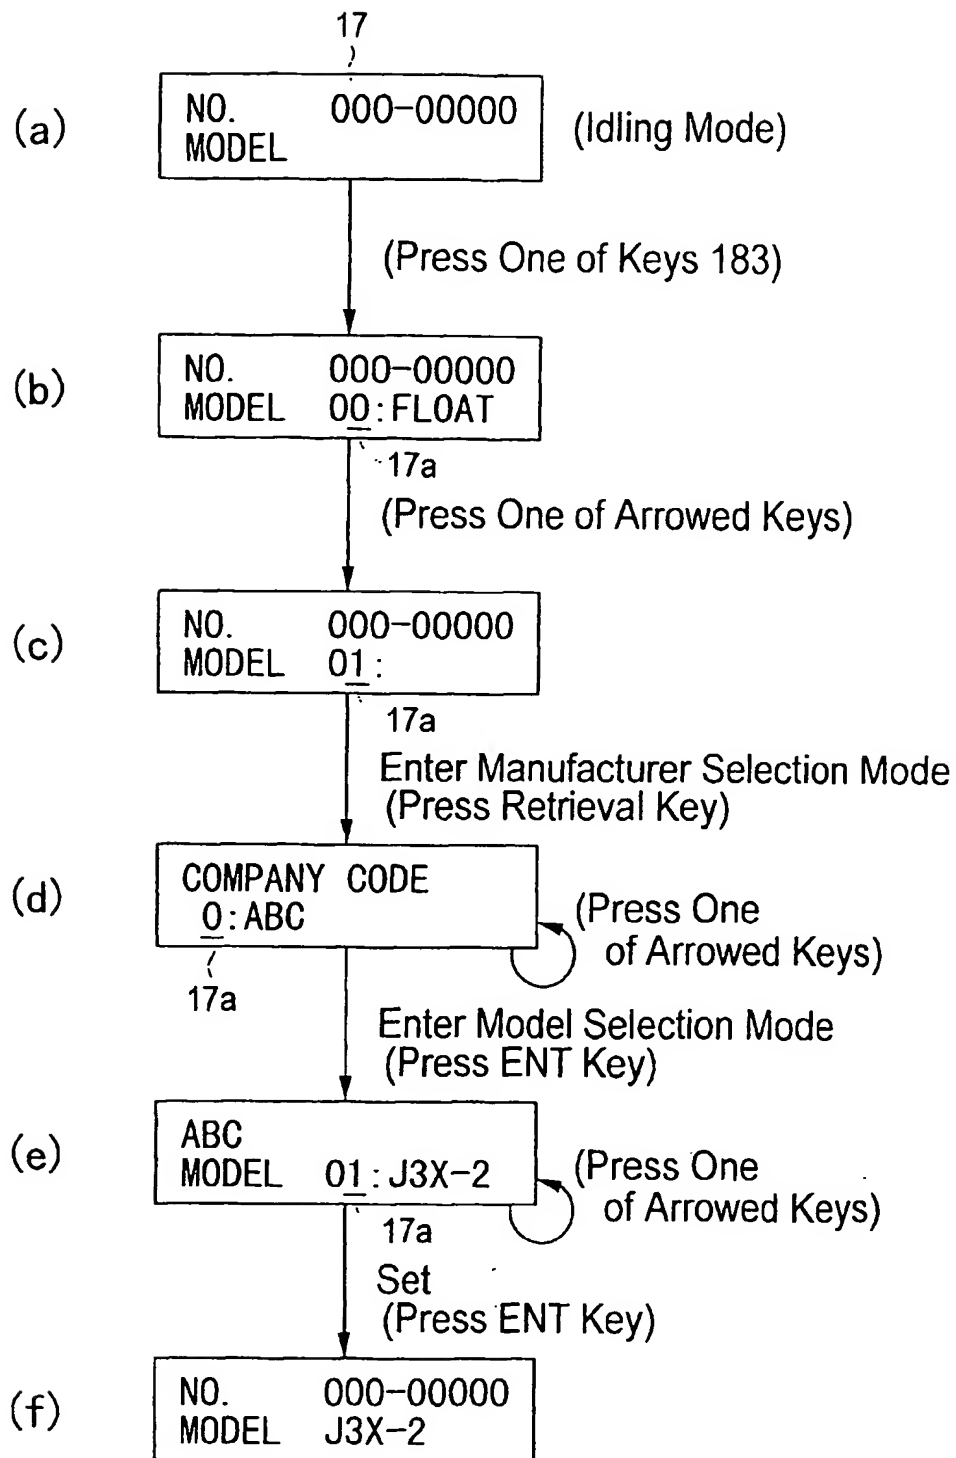 17
(a)
NO. 000-00000
MODEL
(Idling Mode)
(Press One of Keys 183)
(b)
NO. 000-00000
MODEL 00:FLOAT
17a
(Press One of Arrowed Keys)
(c)
NO. 000-00000
MODEL 01:
17a
Enter Manufacturer Selection Mode
(Press Retrieval Key)
(d)
COMPANY CODE
0:ABC
(Press One
of Arrowed Keys)
17a
Enter Model Selection Mode
(Press ENT Key)
(e)
ABC
MODEL 01:J3X-2
(Press One
of Arrowed Keys)
17a
Set
(Press ENT Key)
(f)
NO. 000-00000
MODEL J3X-2